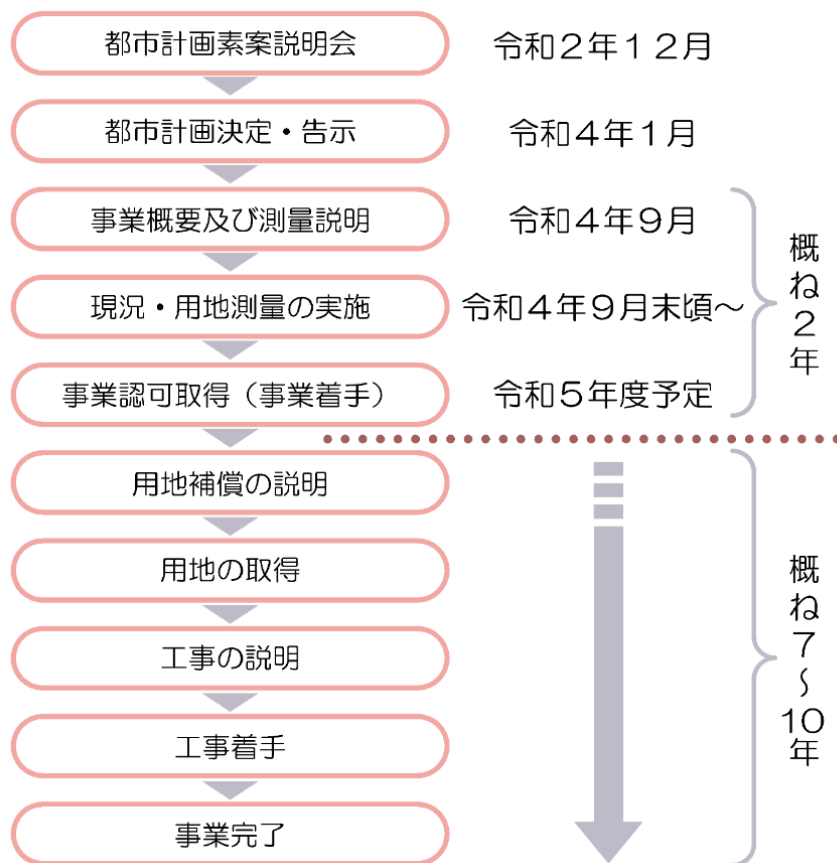 都市計画素案説明会 令和2年12月
都市計画決定・告示 令和4年1月
事業概要及び測量説明 令和4年9月
現況・用地測量の実施 令和4年9月末頃～
事業認可取得（事業着手） 令和5年度予定
概ね2年
用地補償の説明
用地の取得
工事の説明
工事着手
事業完了
概ね7～10年